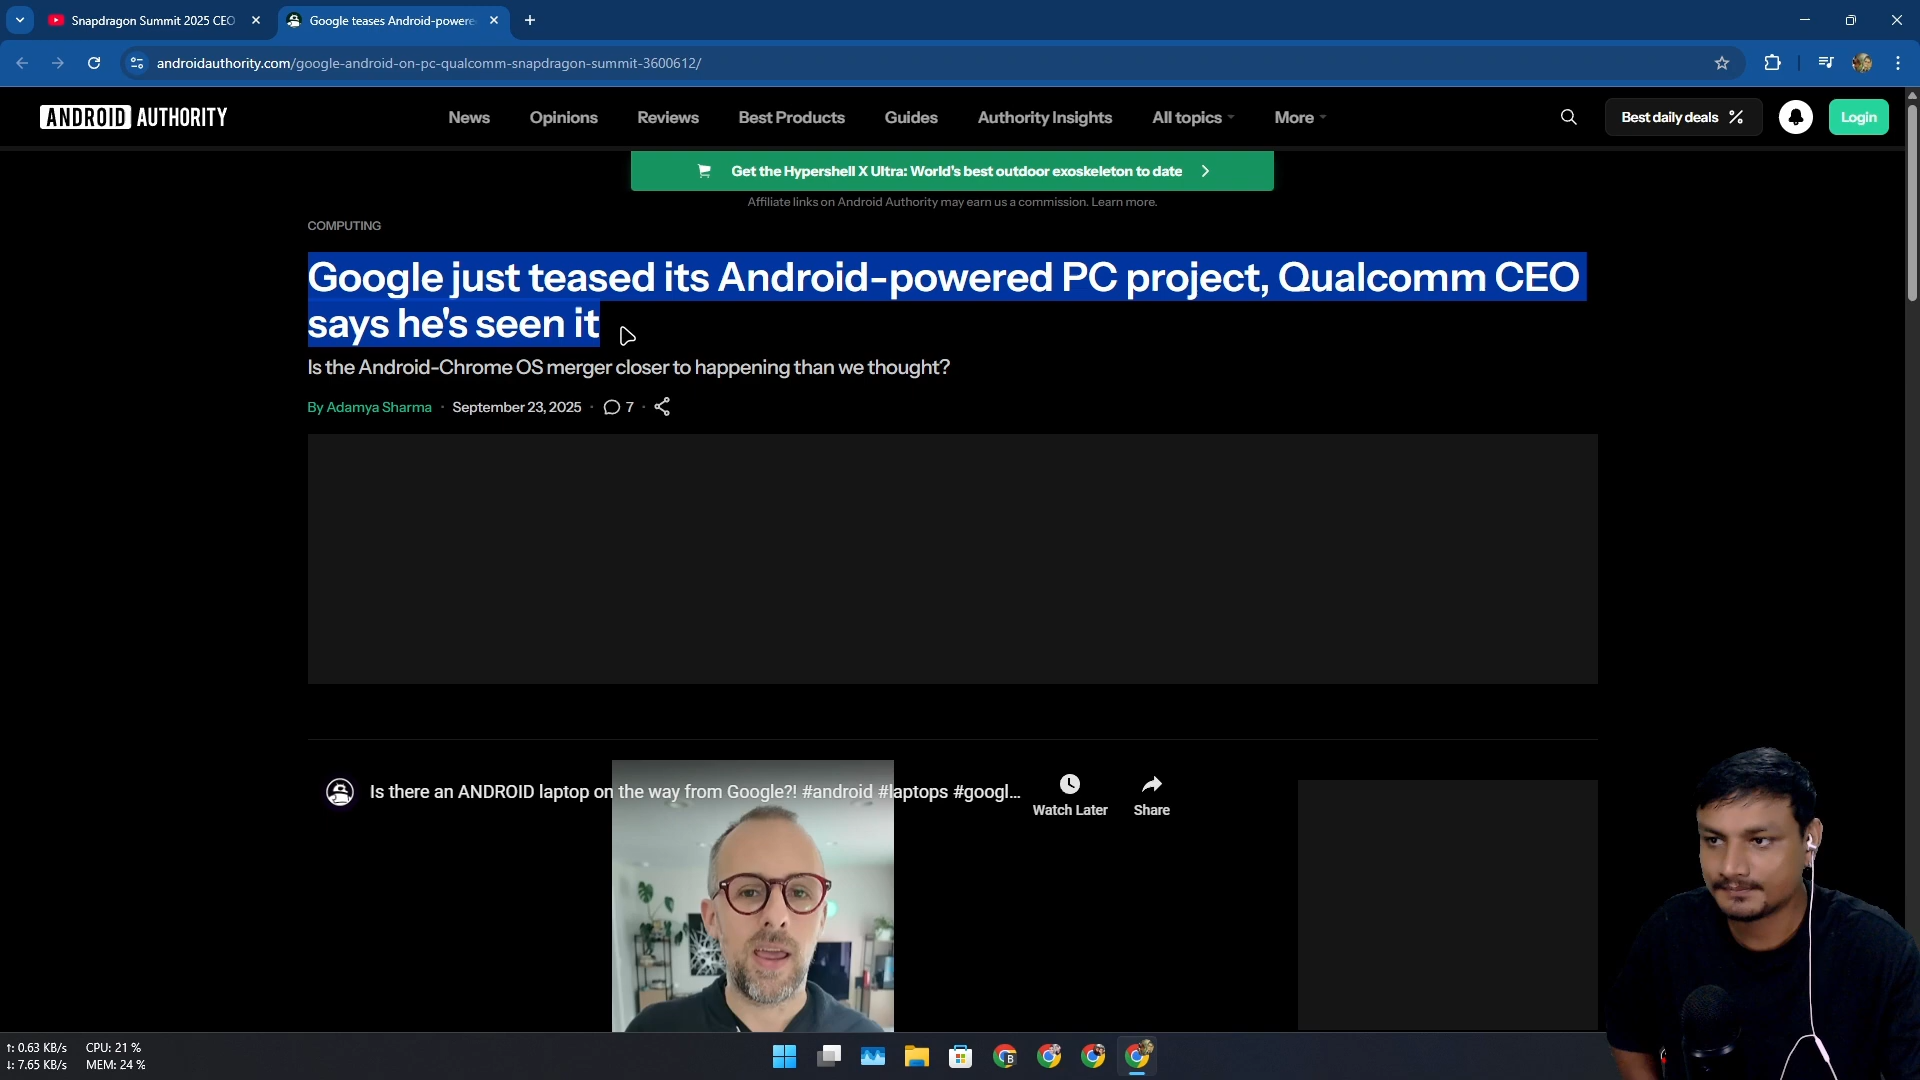 Snapdragon Summit 2025 CEO
Google teases Android-powere
androidauthority.com/google-android-on-pc-qualcomm-snapdragon-summit-3600612/
ANDROID AUTHORITY
News
Opinions
Reviews
Best Products
Guides
Authority Insights
All topics
More
Best daily deals
Login
Get the Hypershell X Ultra: World's best outdoor exoskeleton to date
Affiliate links on Android Authority may earn us a commission. Learn more.
COMPUTING
Google just teased its Android-powered PC project, Qualcomm CEO
says he's seen it
Is the Android-Chrome OS merger closer to happening than we thought?
By Adamya Sharma · September 23, 2025 · 7 ·
Is there an ANDROID laptop on the way from Google?! #android #laptops #googl...
Watch Later
Share
↑: 0.63 KB/s CPU: 21 %
↓: 7.65 KB/s MEM: 24 %
B